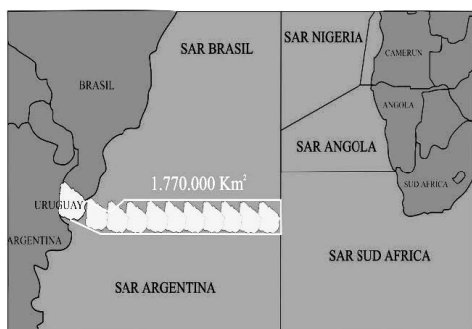 SAR BRASIL
SAR NIGERIA
CAMERUN
BRASIL
ANGOLA
SAR ANGOLA
1.770.000 Km²
SUD AFRICA
URUGUAY
ARGENTINA
SAR SUD AFRICA
SAR ARGENTINA